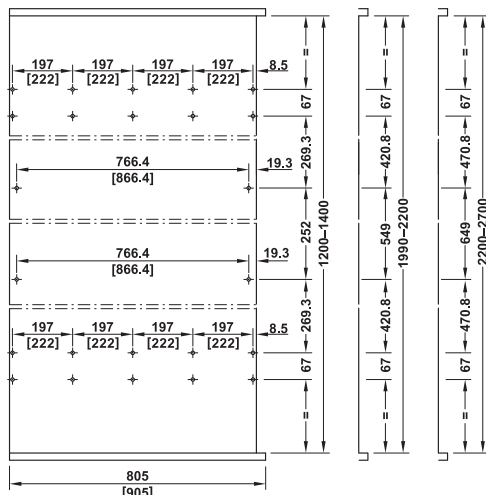 197 197 197 197 8.5
[222] [222] [222] [222]
= = =
67 67 67
269.3 420.8 470.8
766.4 19.3
[866.4]
252 549 649
1200–1400 1990–2200 2200–2700
766.4 19.3
[866.4]
269.3 420.8 470.8
197 197 197 197 8.5
[222] [222] [222] [222]
67 67 67
= = =
805
[905]